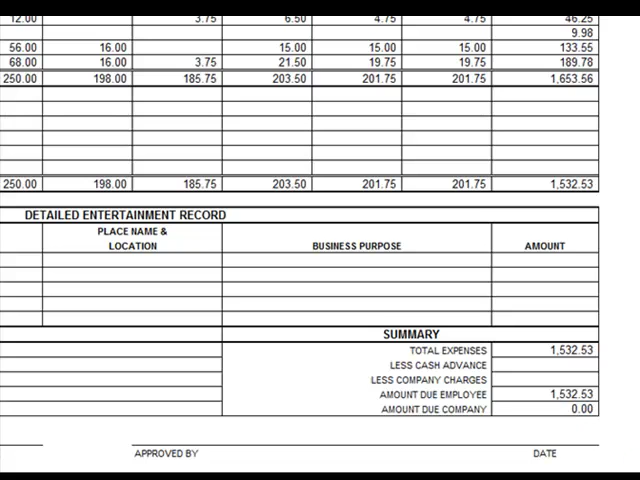 12.00 3.75 6.50 4.75 4.75 46.25
9.98
56.00 16.00 15.00 15.00 15.00 133.55
68.00 16.00 3.75 21.50 19.75 19.75 189.78
250.00 198.00 185.75 203.50 201.75 201.75 1,653.56
250.00 198.00 185.75 203.50 201.75 201.75 1,532.53
DETAILED ENTERTAINMENT RECORD
PLACE NAME &
LOCATION BUSINESS PURPOSE AMOUNT
SUMMARY
TOTAL EXPENSES 1,532.53
LESS CASH ADVANCE
LESS COMPANY CHARGES
AMOUNT DUE EMPLOYEE 1,532.53
AMOUNT DUE COMPANY 0.00
APPROVED BY DATE